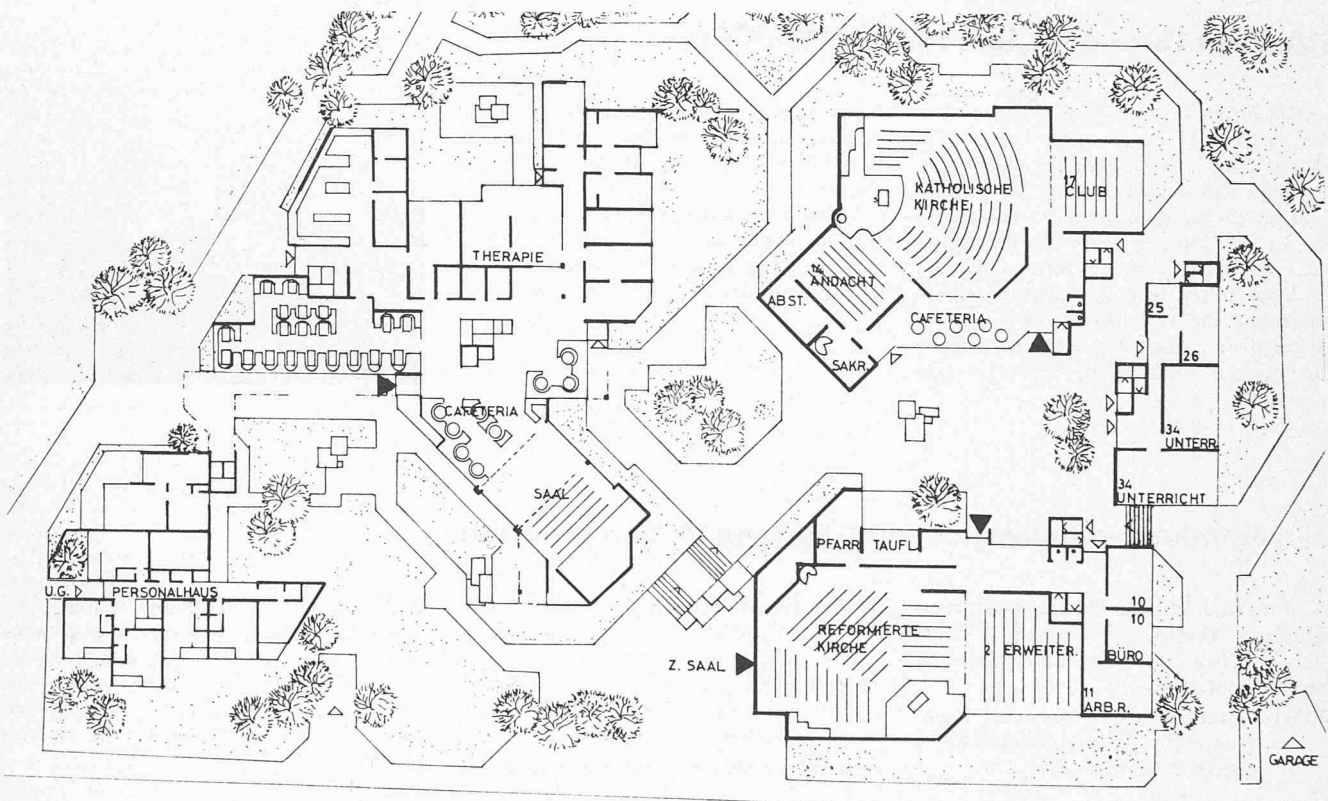 THERAPIE
CAFETERIA
SAAL
U.G.
PERSONALHAUS
KATHOLISCHE
KIRCHE
17
CLUB
14
ANDACHT
ABST.
SAKR.
CAFETERIA
25
26
34
UNTERR.
34
UNTERRICHT
PFARR.
TAUFL.
10
10
BÜRO
REFORMIERTE
KIRCHE
2 ERWEITER.
11
ARB.R.
Z. SAAL
GARAGE